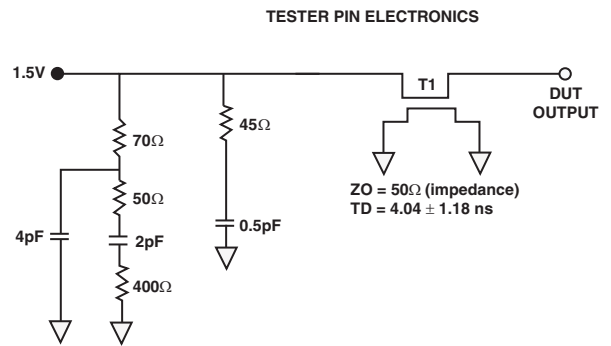 TESTER PIN ELECTRONICS
1.5V
T1
DUT
OUTPUT
70Ω
45Ω
50Ω
4pF
2pF
0.5pF
400Ω
ZO = 50Ω (impedance)
TD = 4.04 ± 1.18 ns